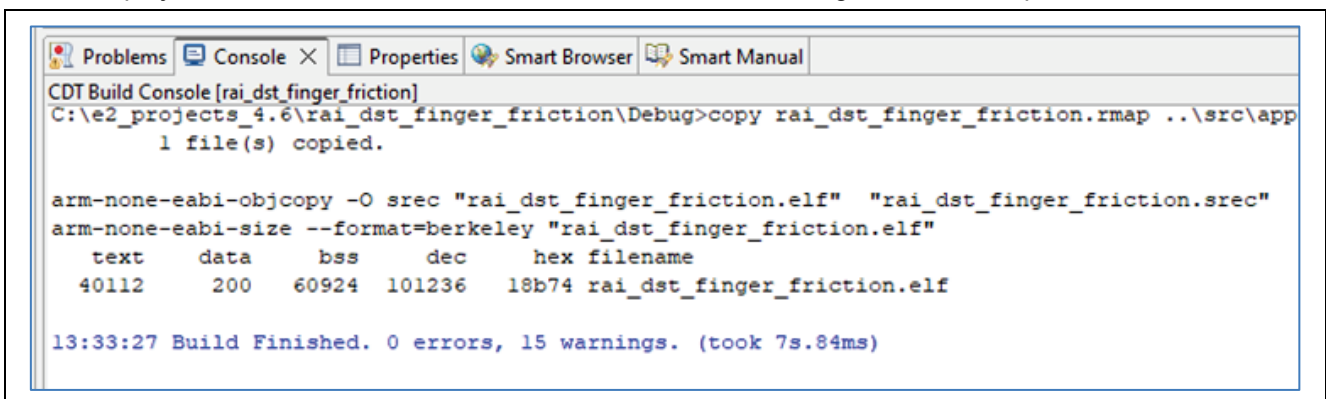 Problems Console Properties Smart Browser Smart Manual
CDT Build Console [rai_dst_finger_friction]
C:\e2_projects_4.6\rai_dst_finger_friction\Debug>copy rai_dst_finger_friction.rmap ..\src\app
1 file(s) copied.
arm-none-eabi-objcopy -O srec "rai_dst_finger_friction.elf" "rai_dst_finger_friction.srec"
arm-none-eabi-size --format=berkeley "rai_dst_finger_friction.elf"
text data bss dec hex filename
40112 200 60924 101236 18b74 rai_dst_finger_friction.elf
13:33:27 Build Finished. 0 errors, 15 warnings. (took 7s.84ms)